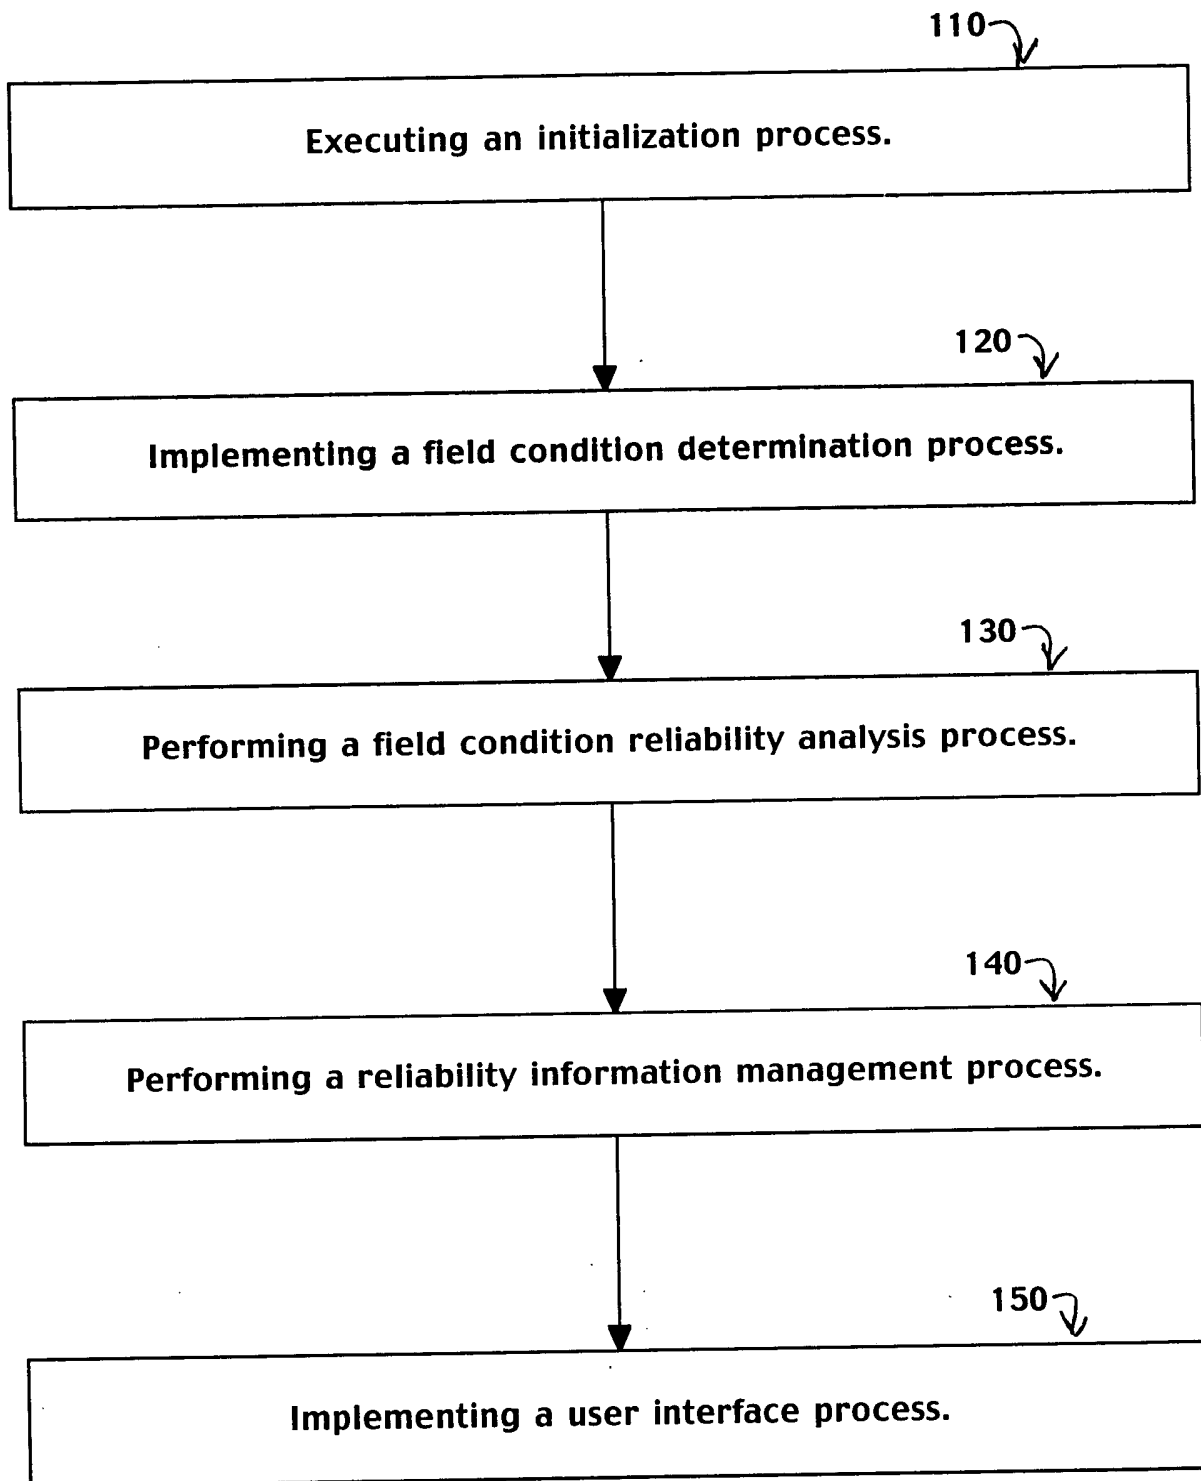 110
Executing an initialization process.
120
Implementing a field condition determination process.
130
Performing a field condition reliability analysis process.
140
Performing a reliability information management process.
150
Implementing a user interface process.